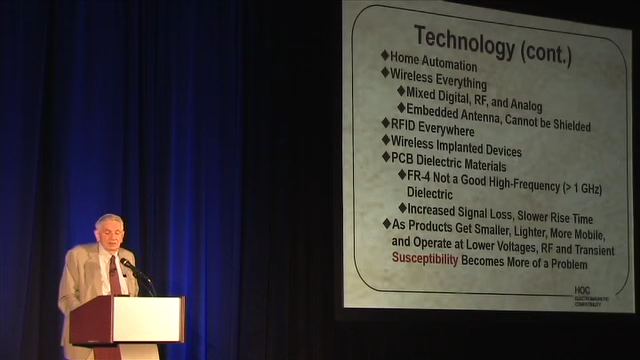 Technology (cont.)
◆Home Automation
◆Wireless Everything
◆Mixed Digital, RF, and Analog
◆Embedded Antenna, Cannot be Shielded
◆RFID Everywhere
◆Wireless Implanted Devices
◆PCB Dielectric Materials
◆FR-4 Not a Good High-Frequency (> 1 GHz)
Dielectric
◆Increased Signal Loss, Slower Rise Time
◆As Products Get Smaller, Lighter, More Mobile,
and Operate at Lower Voltages, RF and Transient
Susceptibility Becomes More of a Problem
HOC
ELECTROMAGNETIC
COMPATIBILITY